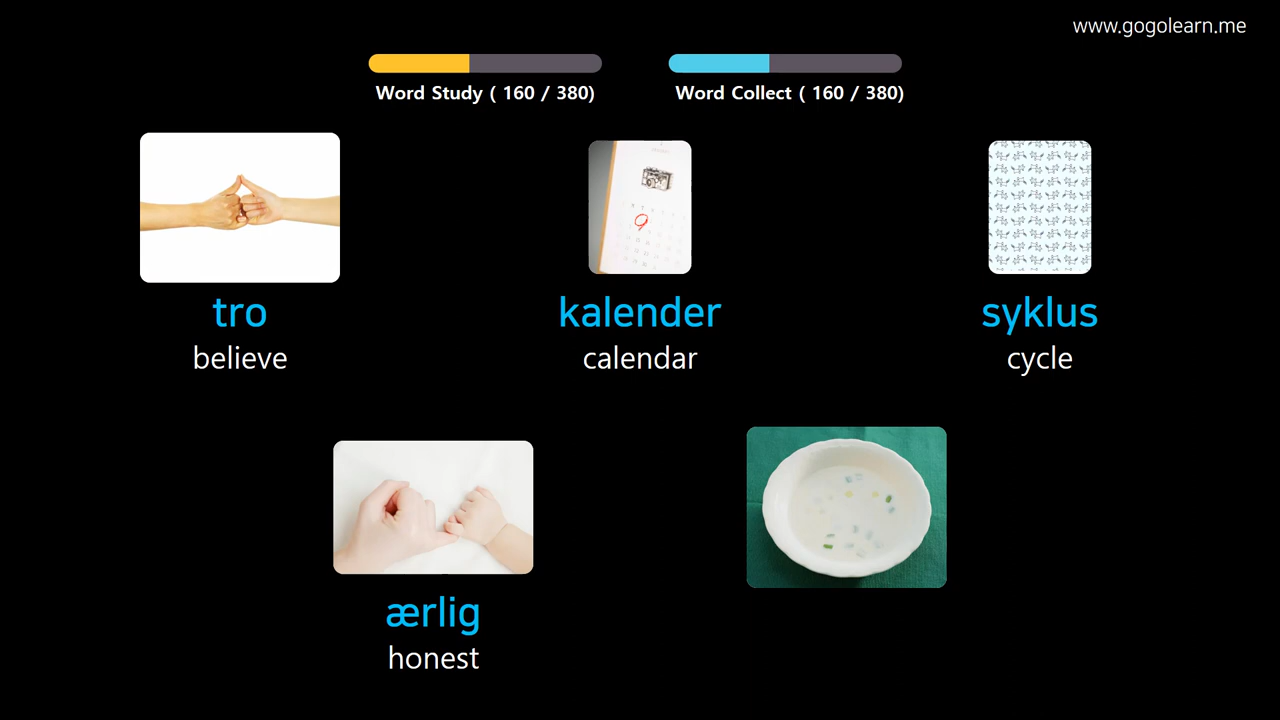 www.gogolearn.me
Word Study ( 160 / 380)
Word Collect ( 160 / 380)
tro
believe
kalender
calendar
syklus
cycle
ærlig
honest